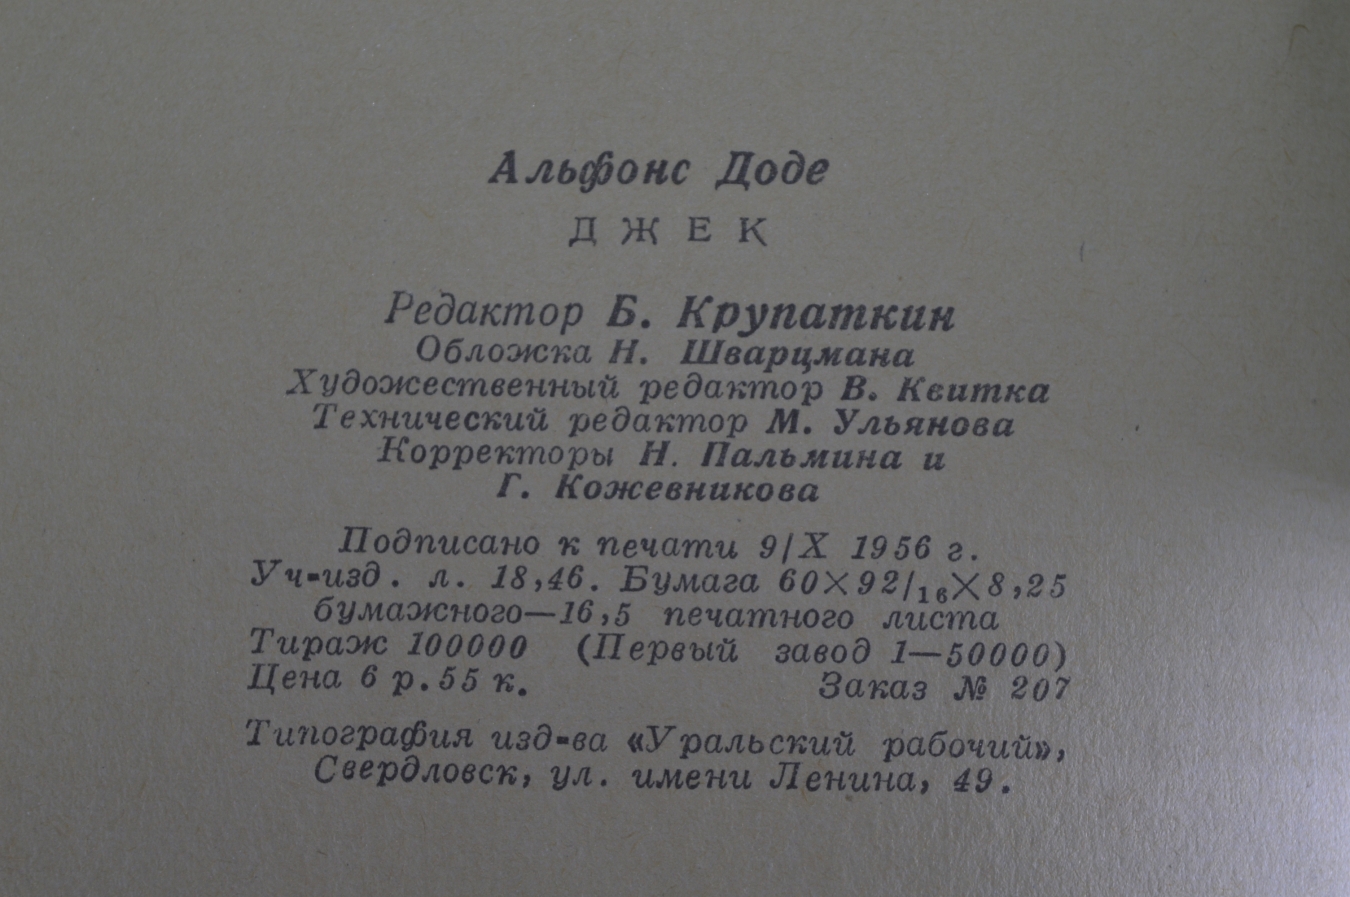 Альфонс Доде
ДЖЕК
Редактор Б. Крупаткин
Обложка Н. Шварцмана
Художественный редактор В. Квитка
Технический редактор М. Ульянова
Корректоры Н. Пальмина и
Г. Кожевникова
Подписано к печати 9/X 1956 г.
Уч-изд. л. 18,46. Бумага 60×92/16×8,25
бумажного—16,5 печатного листа
Тираж 100000 (Первый завод 1—50000)
Цена 6 р. 55 к. Заказ № 207
Типография изд-ва «Уральский рабочий»,
Свердловск, ул. имени Ленина, 49.